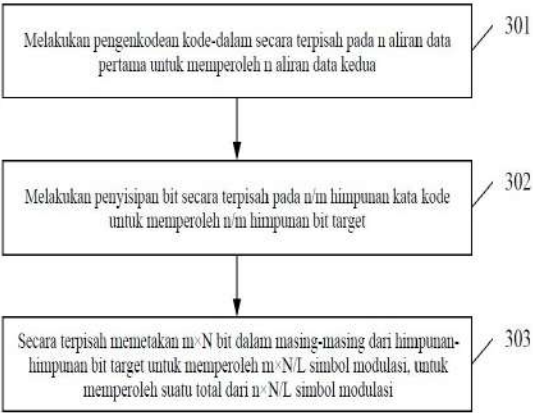 Melakukan pengenkodean kode-dalam secara terpisah pada n aliran data
pertama untuk memperoleh n aliran data kedua
301
Melakukan penyisipan bit secara terpisah pada n/m himpunan kata kode
untuk memperoleh n/m himpunan bit target
302
Secara terpisah memetakan m×N bit dalam masing-masing dari himpunan-
himpunan bit target untuk memperoleh m×N/L simbol modulasi, untuk
memperoleh suatu total dari n×N/L simbol modulasi
303